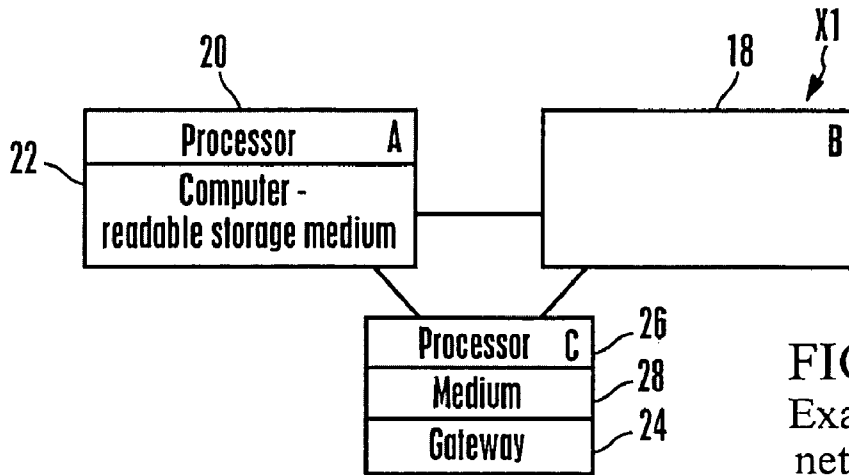 X1
20
18
Processor A
B
22
Computer -
readable storage medium
Processor C
26
Medium
28
Gateway
24